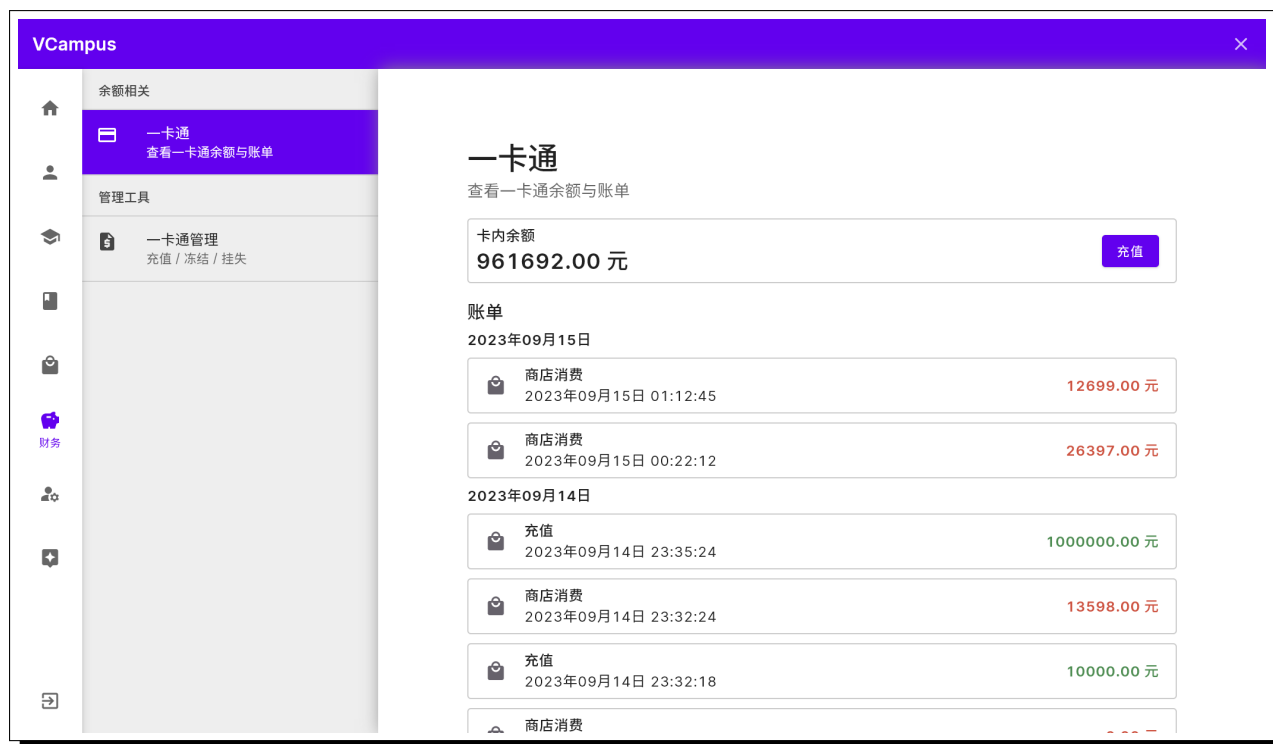 VCampus
余额相关
一卡通
查看一卡通余额与账单
管理工具
一卡通管理
充值 / 冻结 / 挂失
财务
一卡通
查看一卡通余额与账单
卡内余额
961692.00 元
充值
账单
2023年09月15日
商店消费
2023年09月15日 01:12:45
12699.00 元
商店消费
2023年09月15日 00:22:12
26397.00 元
2023年09月14日
充值
2023年09月14日 23:35:24
1000000.00 元
商店消费
2023年09月14日 23:32:24
13598.00 元
充值
2023年09月14日 23:32:18
10000.00 元
商店消费